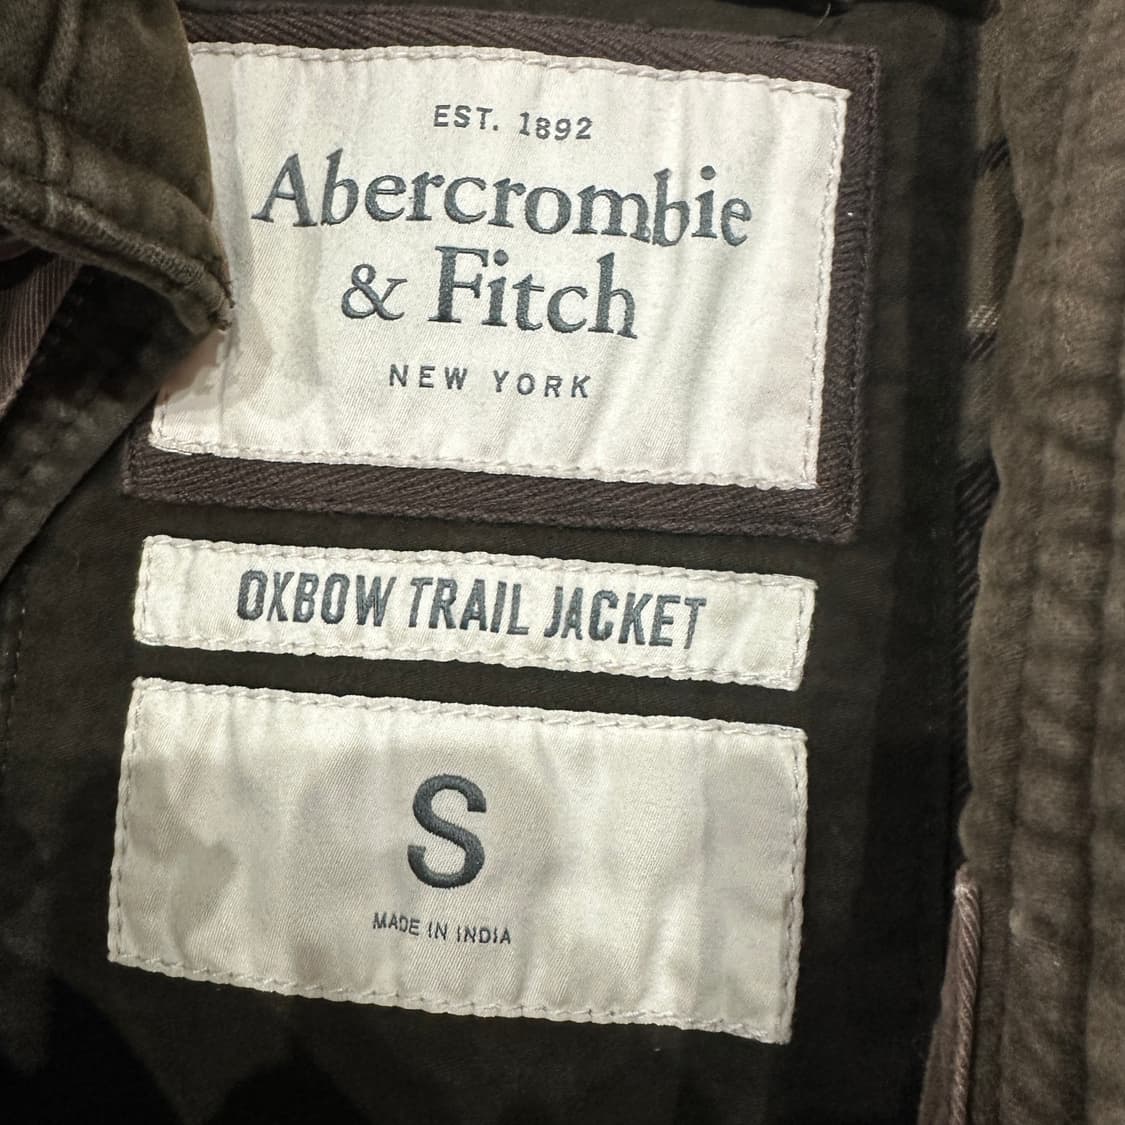 EST. 1892
Abercrombie
& Fitch
NEW YORK
OXBOW TRAIL JACKET
S
MADE IN INDIA